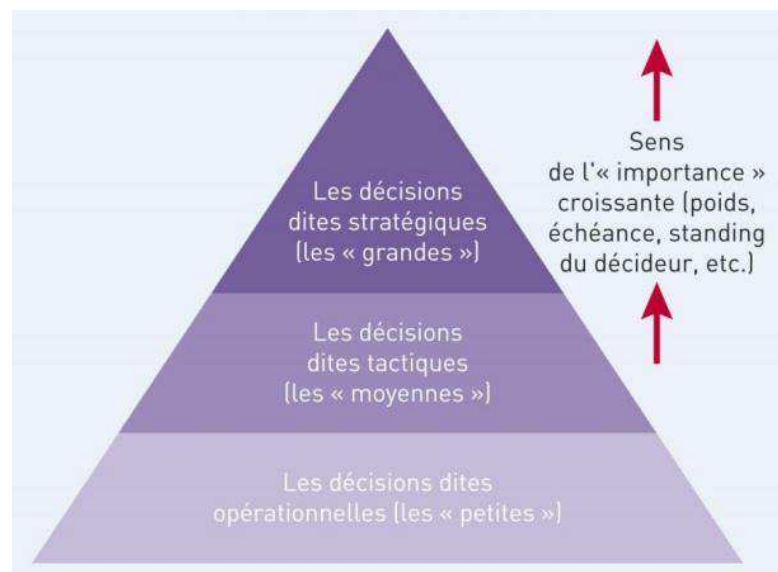 Les décisions
dites stratégiques
(les « grandes »)
Les décisions
dites tactiques
(les « moyennes »)
Les décisions dites
opérationnelles (les « petites »)
Sens
de l'« importance »
croissante (poids,
échéance, standing
du décideur, etc.)